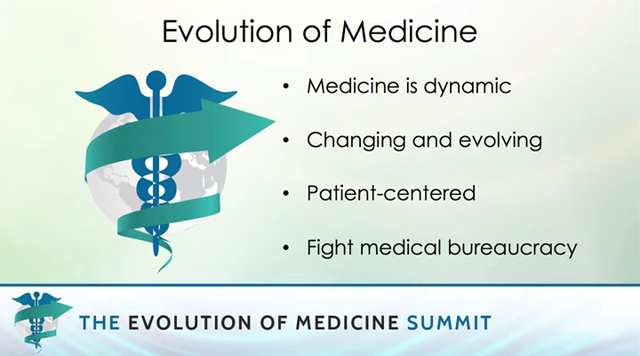 Evolution of Medicine
• Medicine is dynamic
• Changing and evolving
• Patient-centered
• Fight medical bureaucracy
THE EVOLUTION OF MEDICINE SUMMIT